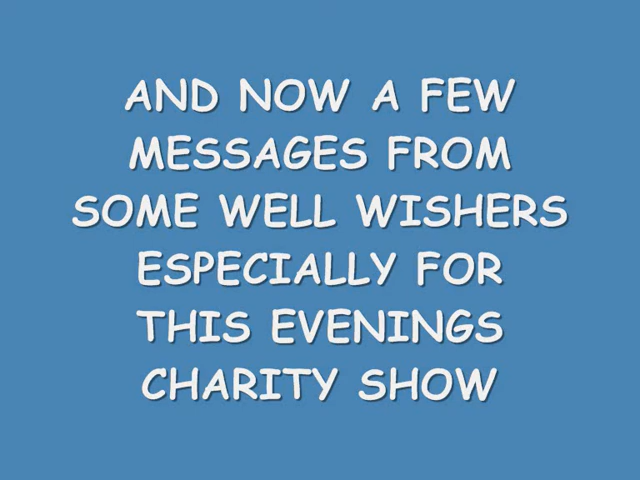 AND NOW A FEW
MESSAGES FROM
SOME WELL WISHERS
ESPECIALLY FOR
THIS EVENINGS
CHARITY SHOW